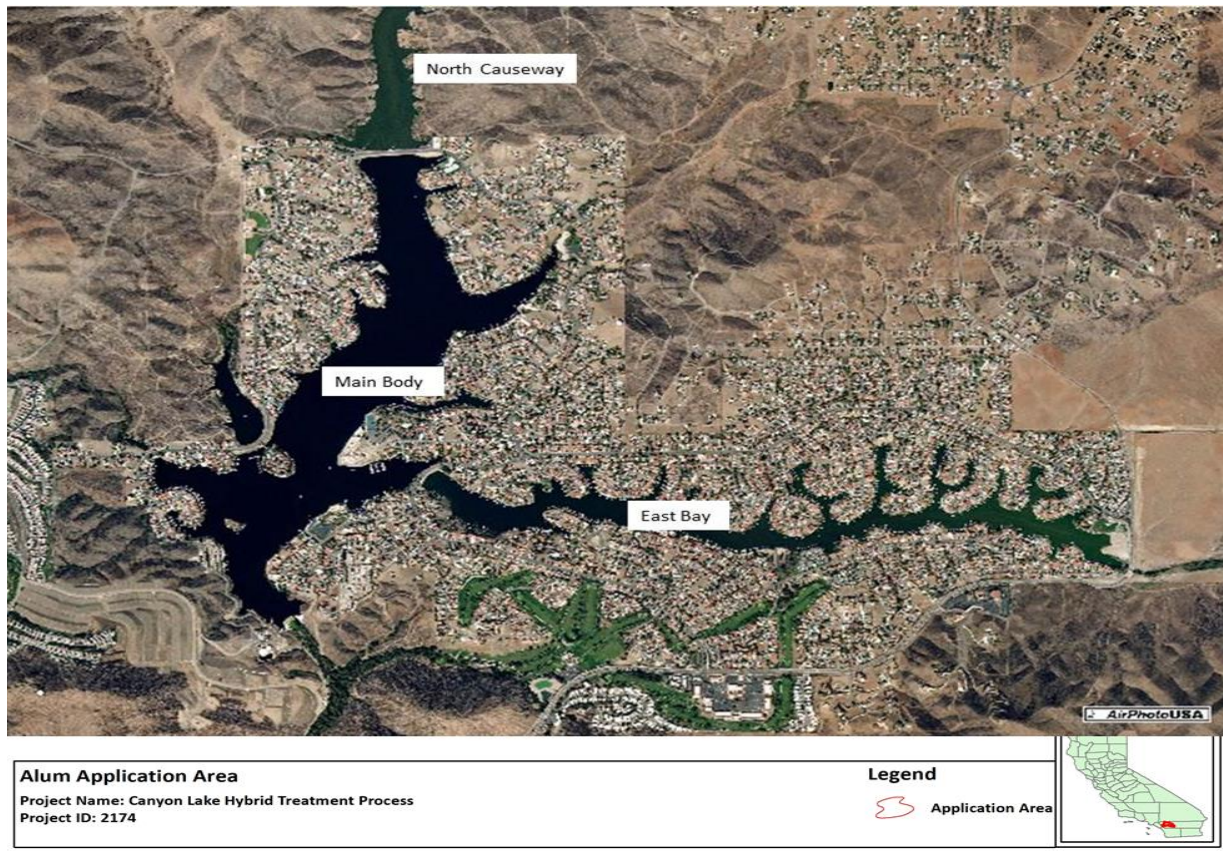 North Causeway
Main Body
East Bay
AirPhotoUSA
Alum Application Area
Project Name: Canyon Lake Hybrid Treatment Process
Project ID: 2174
Legend
Application Area